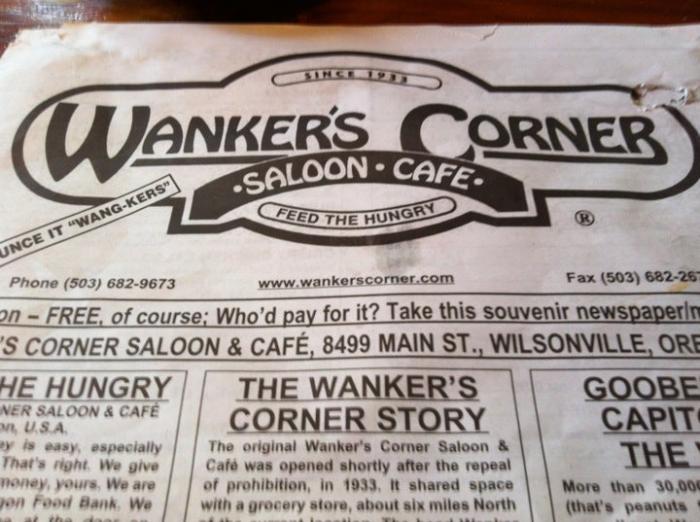 SINCE 1933
WANKER'S CORNER
SALOON • CAFE
FEED THE HUNGRY
®
UNCE IT "WANG-KERS"
Phone (503) 682-9673
www.wankerscorner.com
Fax (503) 682-26
on – FREE, of course; Who'd pay for it? Take this souvenir newspaper/m
'S CORNER SALOON & CAFÉ, 8499 MAIN ST., WILSONVILLE, ORE
HE HUNGRY
NER SALOON & CAFÉ
on, U.S.A.
ey is easy, especially
That's right. We give
money, yours. We are
gon Food Bank. We
THE WANKER'S
CORNER STORY
The original Wanker's Corner Saloon &
Café was opened shortly after the repeal
of prohibition, in 1933. It shared space
with a grocery store, about six miles North
GOOBE
CAPIT
THE
More than 30,000
(that's peanuts